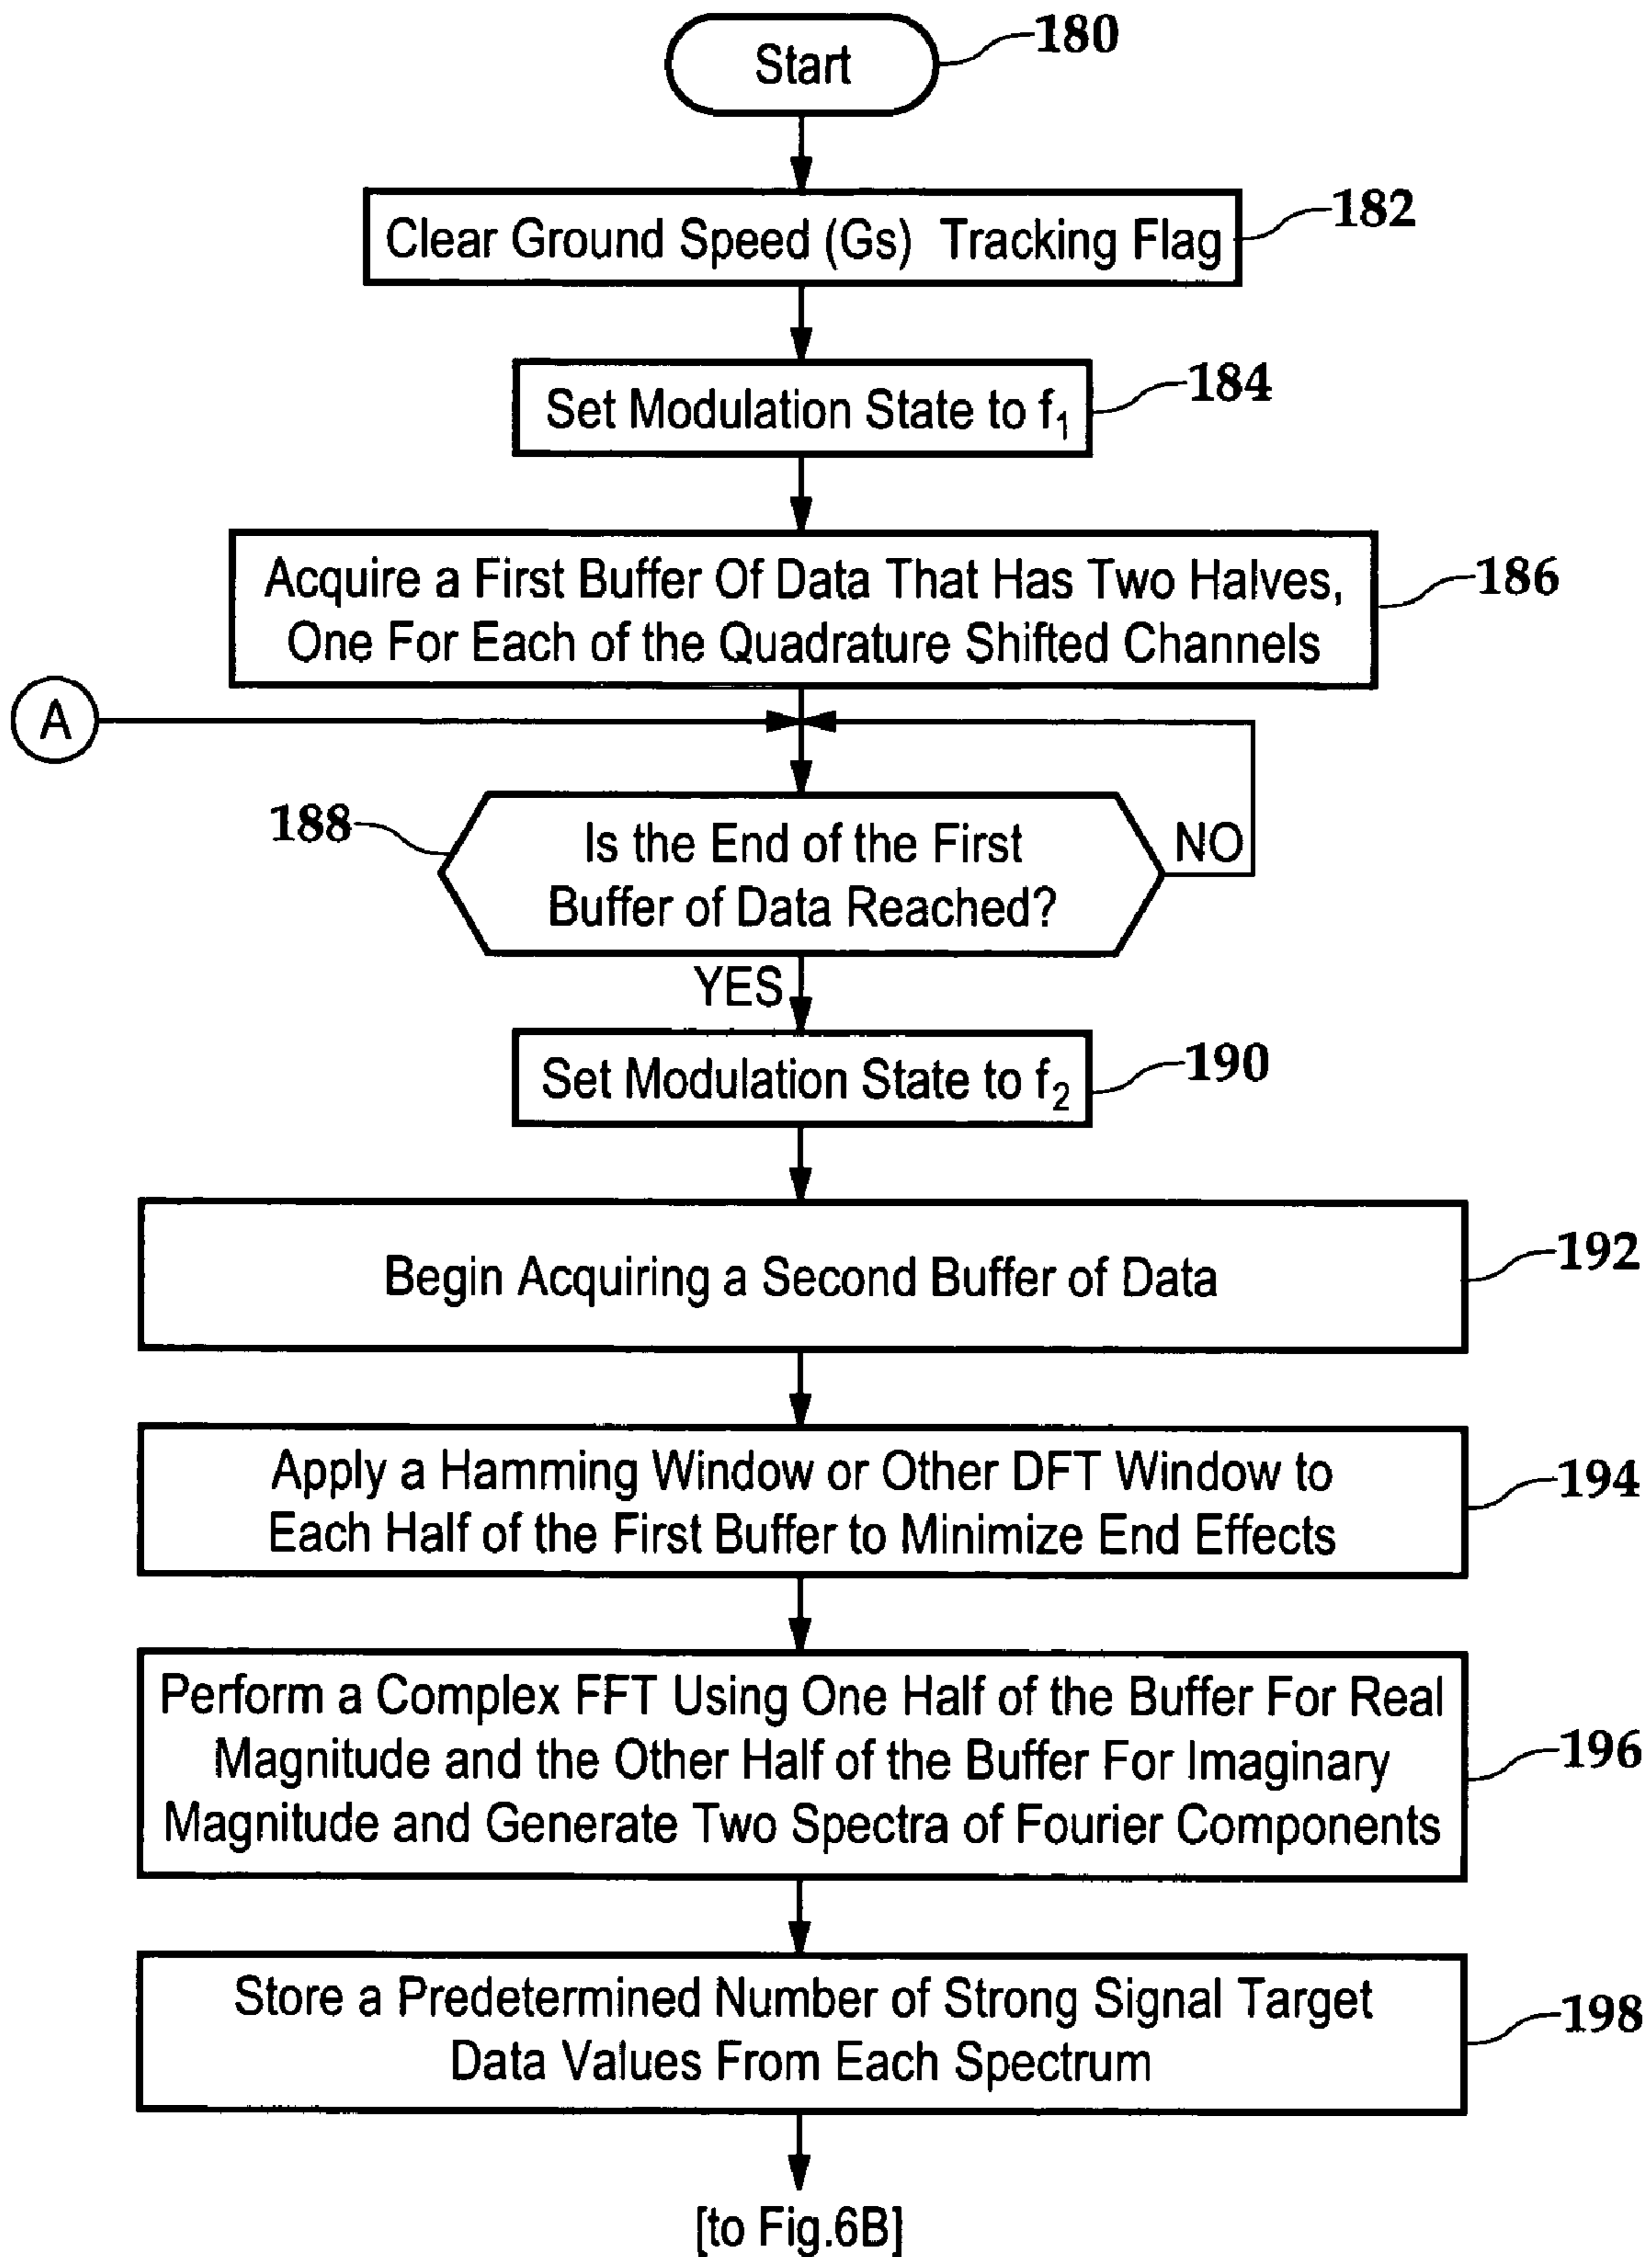 Start
180
Clear Ground Speed (Gs) Tracking Flag
182
Set Modulation State to f₁
184
Acquire a First Buffer Of Data That Has Two Halves,
One For Each of the Quadrature Shifted Channels
186
A
188
Is the End of the First
Buffer of Data Reached?
NO
YES
Set Modulation State to f₂
190
Begin Acquiring a Second Buffer of Data
192
Apply a Hamming Window or Other DFT Window to
Each Half of the First Buffer to Minimize End Effects
194
Perform a Complex FFT Using One Half of the Buffer For Real
Magnitude and the Other Half of the Buffer For Imaginary
Magnitude and Generate Two Spectra of Fourier Components
196
Store a Predetermined Number of Strong Signal Target
Data Values From Each Spectrum
198
[to Fig.6B]